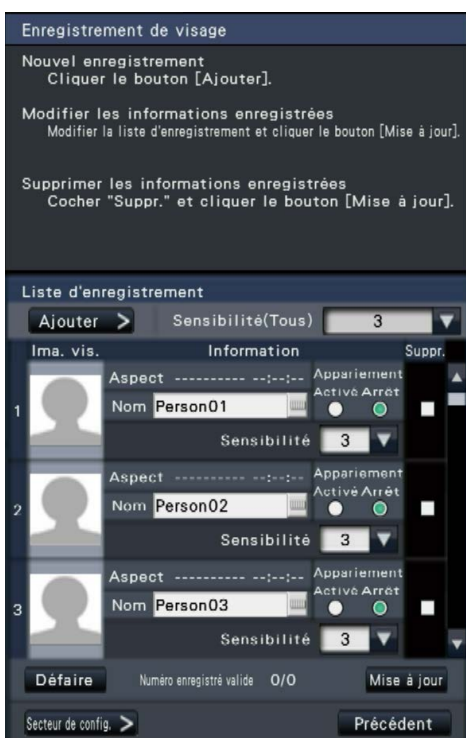 Enregistrement de visage
Nouvel enregistrement
Cliquer le bouton [Ajouter].
Modifier les informations enregistrées
Modifier la liste d'enregistrement et cliquer le bouton [Mise à jour].
Supprimer les informations enregistrées
Cocher "Suppr." et cliquer le bouton [Mise à jour].
Liste d'enregistrement
Ajouter > Sensibilité(Tous) 3
Ima. vis. Information Suppr.
Aspect ---------- --:--:-- Appariement
Activé Arrêt
1 Nom Person01
Sensibilité 3
Aspect ---------- --:--:-- Appariement
Activé Arrêt
2 Nom Person02
Sensibilité 3
Aspect ---------- --:--:-- Appariement
Activé Arrêt
3 Nom Person03
Sensibilité 3
Défaire Numéro enregistré valide 0/0 Mise à jour
Secteur de config. > Précédent